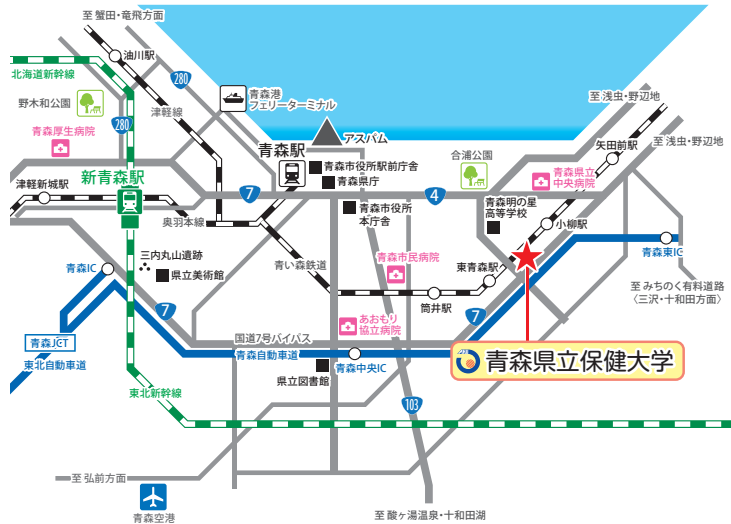 至 蟹田・竜飛方面
油川駅
北海道新幹線
280
青森港
フェリーターミナル
至 浅虫・野辺地
野木和公園
津軽線
280
アスパム
青森厚生病院
青森駅
合浦公園
矢田前駅
至 浅虫・野辺地
青森市役所駅前庁舎
青森県庁
青森県立
中央病院
新青森駅
津軽新城駅
7
4
青森市役所
本庁舎
青森明の星
高等学校
小柳駅
奥羽本線
青い森鉄道
青森東IC
三内丸山遺跡
青森IC
県立美術館
青森市民病院
東青森駅
筒井駅
至 みちのく有料道路
〈三沢・十和田方面〉
7
7
あおもり
協立病院
国道7号バイパス
青森JCT
東北自動車道
青森自動車道
青森中央IC
青森県立保健大学
県立図書館
東北新幹線
103
至 弘前方面
青森空港
至 酸ヶ湯温泉・十和田湖